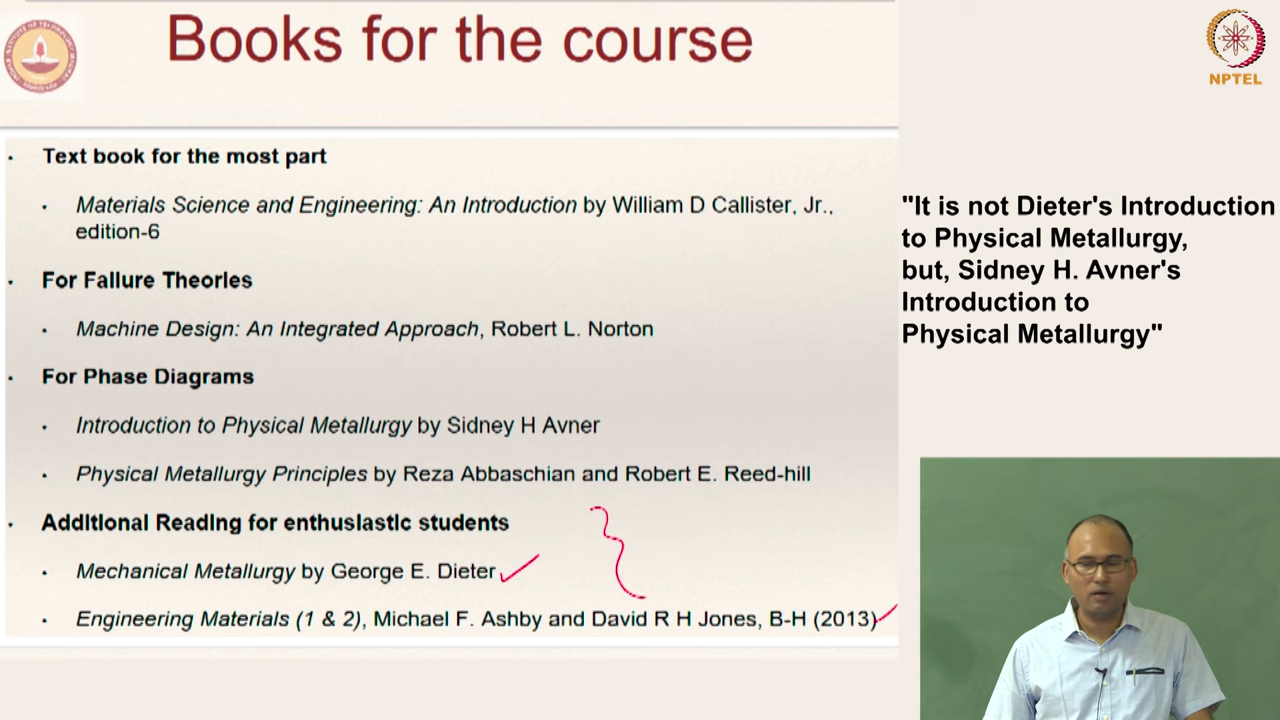 Books for the course
NPTEL
Text book for the most part
Materials Science and Engineering: An Introduction by William D Callister, Jr.,
edition-6
For Failure Theories
Machine Design: An Integrated Approach, Robert L. Norton
For Phase Diagrams
Introduction to Physical Metallurgy by Sidney H Avner
Physical Metallurgy Principles by Reza Abbaschian and Robert E. Reed-hill
Additional Reading for enthusiastic students
Mechanical Metallurgy by George E. Dieter
Engineering Materials (1 & 2), Michael F. Ashby and David R H Jones, B-H (2013)
"It is not Dieter's Introduction
to Physical Metallurgy,
but, Sidney H. Avner's
Introduction to
Physical Metallurgy"